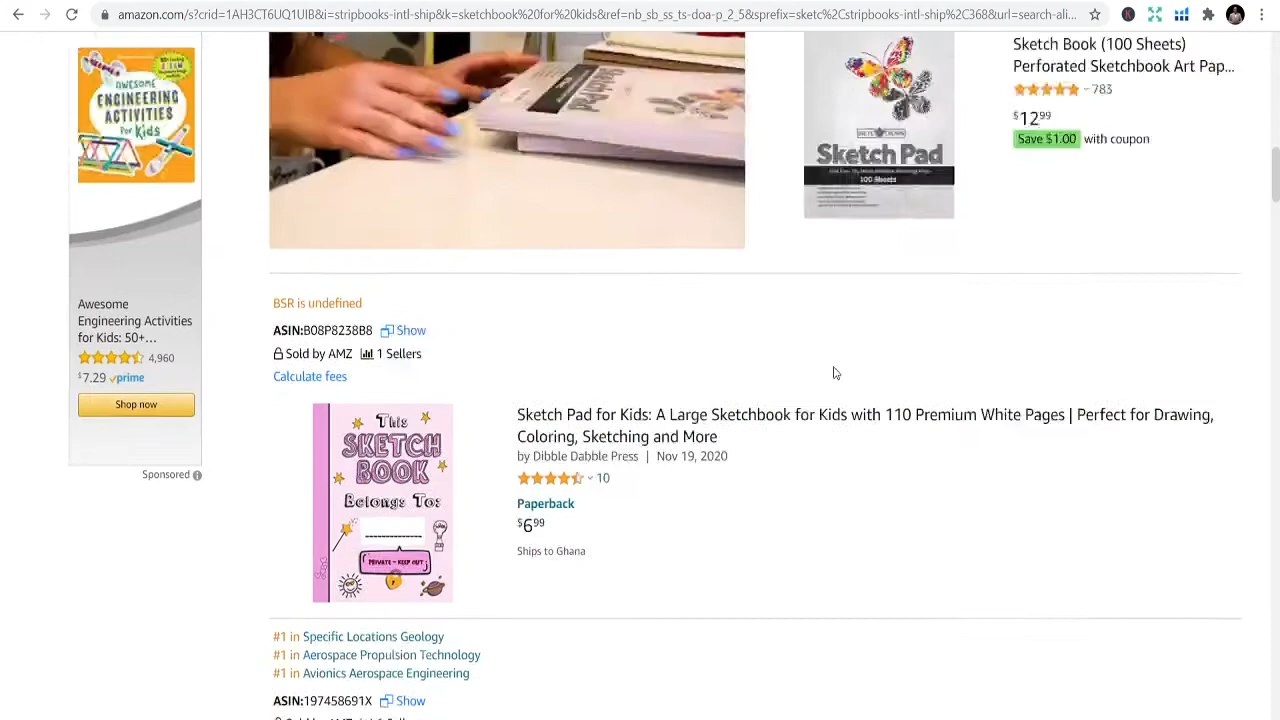 amazon.com/s?crid=1AH3CT6UQ1UIB&i=stripbooks-intl-ship&k=sketchbook%20for%20kids&ref=nb_sb_ss_ts-doa-p_2_5&sprefix=sketc%2Cstripbooks-intl-ship%2C368&url=search-ali...
AWESOME
ENGINEERING
ACTIVITIES
for Kids
Awesome
Engineering Activities
for Kids: 50+...
4,960
$7.29 prime
Shop now
Sponsored
Sketch Pad
100 Sheets
Sketch Book (100 Sheets)
Perforated Sketchbook Art Pap...
783
$12.99
Save $1.00 with coupon
BSR is undefined
ASIN:B08P8238B8 Show
Sold by AMZ 1 Sellers
Calculate fees
This
SKETCH
BOOK
Belongs To:
PRIVATE - KEEP OUT
Sketch Pad for Kids: A Large Sketchbook for Kids with 110 Premium White Pages | Perfect for Drawing,
Coloring, Sketching and More
by Dibble Dabble Press | Nov 19, 2020
10
Paperback
$6.99
Ships to Ghana
#1 in Specific Locations Geology
#1 in Aerospace Propulsion Technology
#1 in Avionics Aerospace Engineering
ASIN:197458691X Show